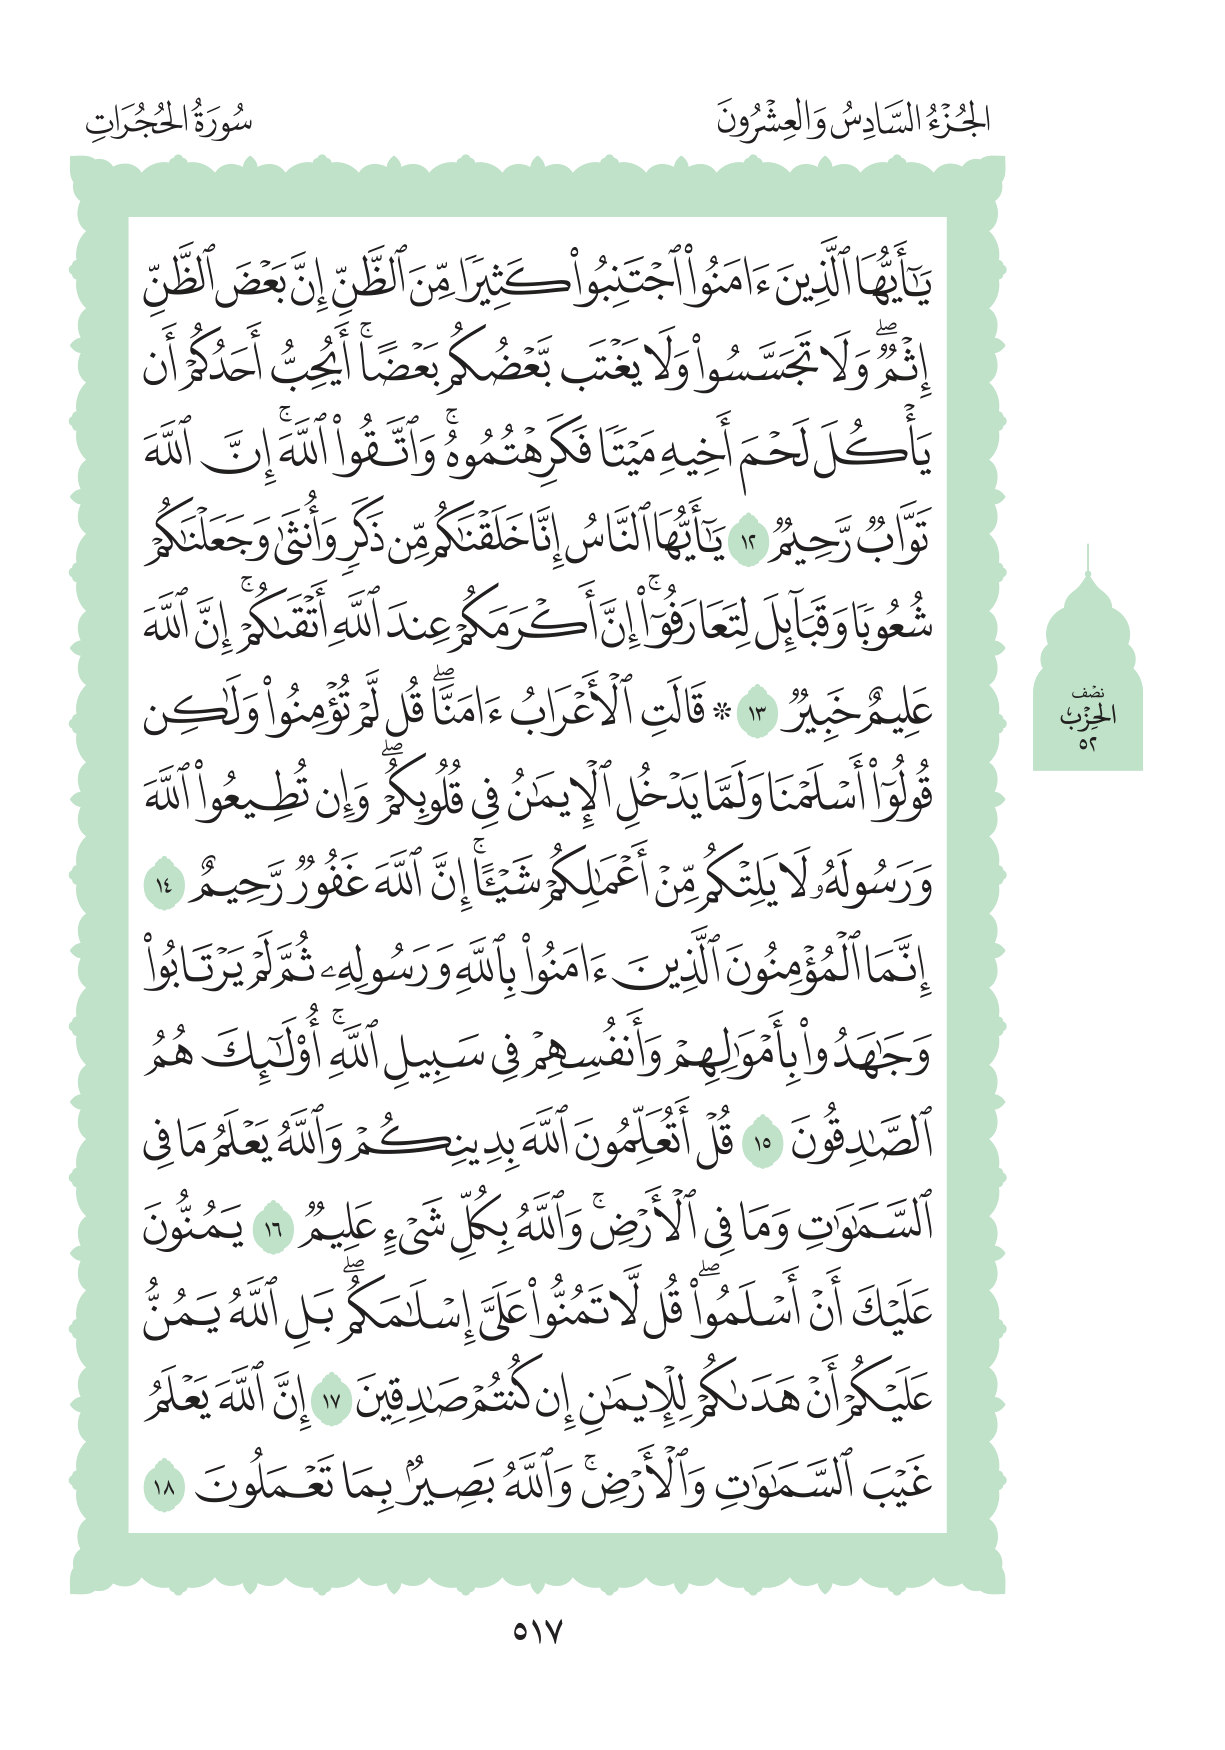 الجُزْءُ السَّادِسُ وَالعِشْرُونَ
سُورَةُ الحُجُرَاتِ
يَٰٓأَيُّهَا ٱلَّذِينَ ءَامَنُواْ ٱجۡتَنِبُواْ كَثِيرٗا مِّنَ ٱلظَّنِّ إِنَّ بَعۡضَ ٱلظَّنِّ
إِثۡمٞۖ وَلَا تَجَسَّسُواْ وَلَا يَغۡتَب بَّعۡضُكُم بَعۡضًاۚ أَيُحِبُّ أَحَدُكُمۡ أَن
يَأۡكُلَ لَحۡمَ أَخِيهِ مَيۡتٗا فَكَرِهۡتُمُوهُۚ وَٱتَّقُواْ ٱللَّهَۚ إِنَّ ٱللَّهَ
تَوَّابٞ رَّحِيمٞ ١٢ يَٰٓأَيُّهَا ٱلنَّاسُ إِنَّا خَلَقۡنَٰكُم مِّن ذَكَرٖ وَأُنثَىٰ وَجَعَلۡنَٰكُمۡ
شُعُوبٗا وَقَبَآئِلَ لِتَعَارَفُوٓاْۚ إِنَّ أَكۡرَمَكُمۡ عِندَ ٱللَّهِ أَتۡقَىٰكُمۡۚ إِنَّ ٱللَّهَ
عَلِيمٌ خَبِيرٞ ١٣ ۞ قَالَتِ ٱلۡأَعۡرَابُ ءَامَنَّاۖ قُل لَّمۡ تُؤۡمِنُواْ وَلَٰكِن
قُولُوٓاْ أَسۡلَمۡنَا وَلَمَّا يَدۡخُلِ ٱلۡإِيمَٰنُ فِي قُلُوبِكُمۡۖ وَإِن تُطِيعُواْ ٱللَّهَ
وَرَسُولَهُۥ لَا يَلِتۡكُم مِّنۡ أَعۡمَٰلِكُمۡ شَيۡـًٔاۚ إِنَّ ٱللَّهَ غَفُورٞ رَّحِيمٌ ١٤
إِنَّمَا ٱلۡمُؤۡمِنُونَ ٱلَّذِينَ ءَامَنُواْ بِٱللَّهِ وَرَسُولِهِۦ ثُمَّ لَمۡ يَرۡتَابُواْ
وَجَٰهَدُواْ بِأَمۡوَٰلِهِمۡ وَأَنفُسِهِمۡ فِي سَبِيلِ ٱللَّهِۚ أُوْلَٰٓئِكَ هُمُ
ٱلصَّٰدِقُونَ ١٥ قُلۡ أَتُعَلِّمُونَ ٱللَّهَ بِدِينِكُمۡ وَٱللَّهُ يَعۡلَمُ مَا فِي
ٱلسَّمَٰوَٰتِ وَمَا فِي ٱلۡأَرۡضِۚ وَٱللَّهُ بِكُلِّ شَيۡءٍ عَلِيمٞ ١٦ يَمُنُّونَ
عَلَيۡكَ أَنۡ أَسۡلَمُواْۖ قُل لَّا تَمُنُّواْ عَلَيَّ إِسۡلَٰمَكُمۖ بَلِ ٱللَّهُ يَمُنُّ
عَلَيۡكُمۡ أَنۡ هَدَىٰكُمۡ لِلۡإِيمَٰنِ إِن كُنتُمۡ صَٰدِقِينَ ١٧ إِنَّ ٱللَّهَ يَعۡلَمُ
غَيۡبَ ٱلسَّمَٰوَٰتِ وَٱلۡأَرۡضِۚ وَٱللَّهُ بَصِيرُۢ بِمَا تَعۡمَلُونَ ١٨
نصْف
الحِزْب
٥٢
٥١٧